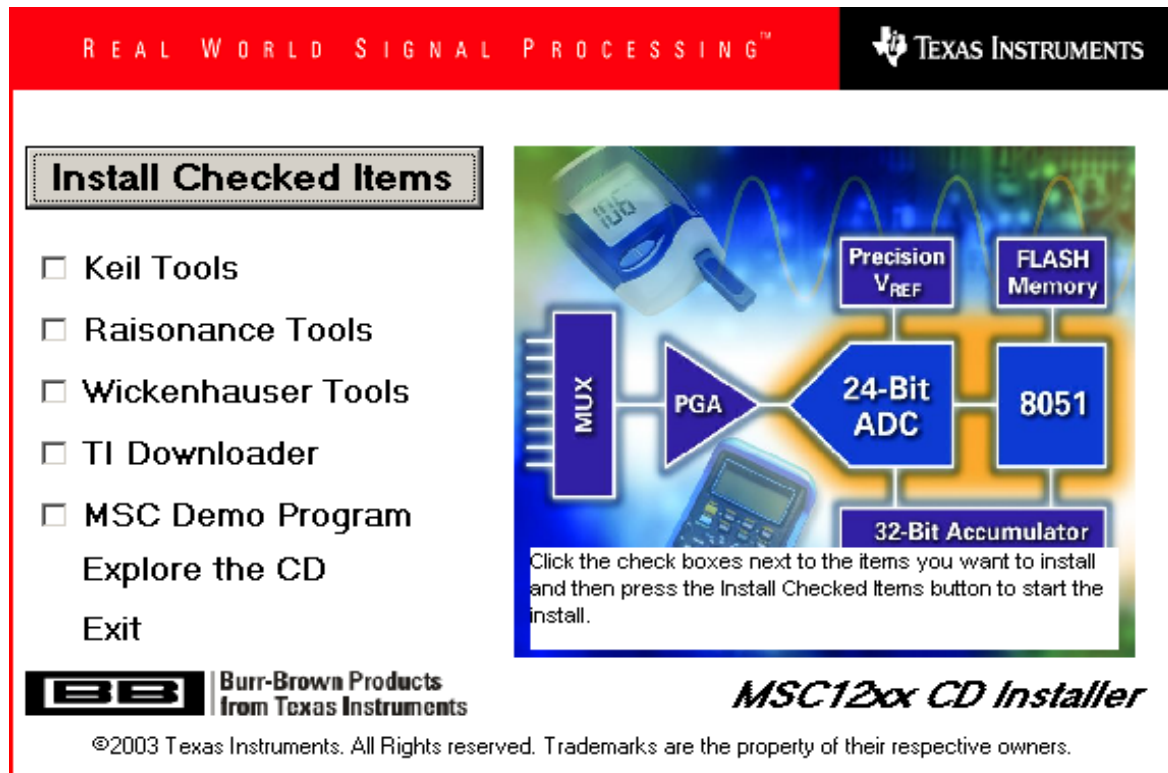 REAL WORLD SIGNAL PROCESSING™
TEXAS INSTRUMENTS
Install Checked Items
Keil Tools
Raisonance Tools
Wickenhauser Tools
TI Downloader
MSC Demo Program
Explore the CD
Exit
106
Precision
VREF
FLASH
Memory
MUX
PGA
24-Bit
ADC
8051
32-Bit Accumulator
Click the check boxes next to the items you want to install
and then press the Install Checked Items button to start the
install.
BB
Burr-Brown Products
from Texas Instruments
MSC12xx CD Installer
©2003 Texas Instruments. All Rights reserved. Trademarks are the property of their respective owners.